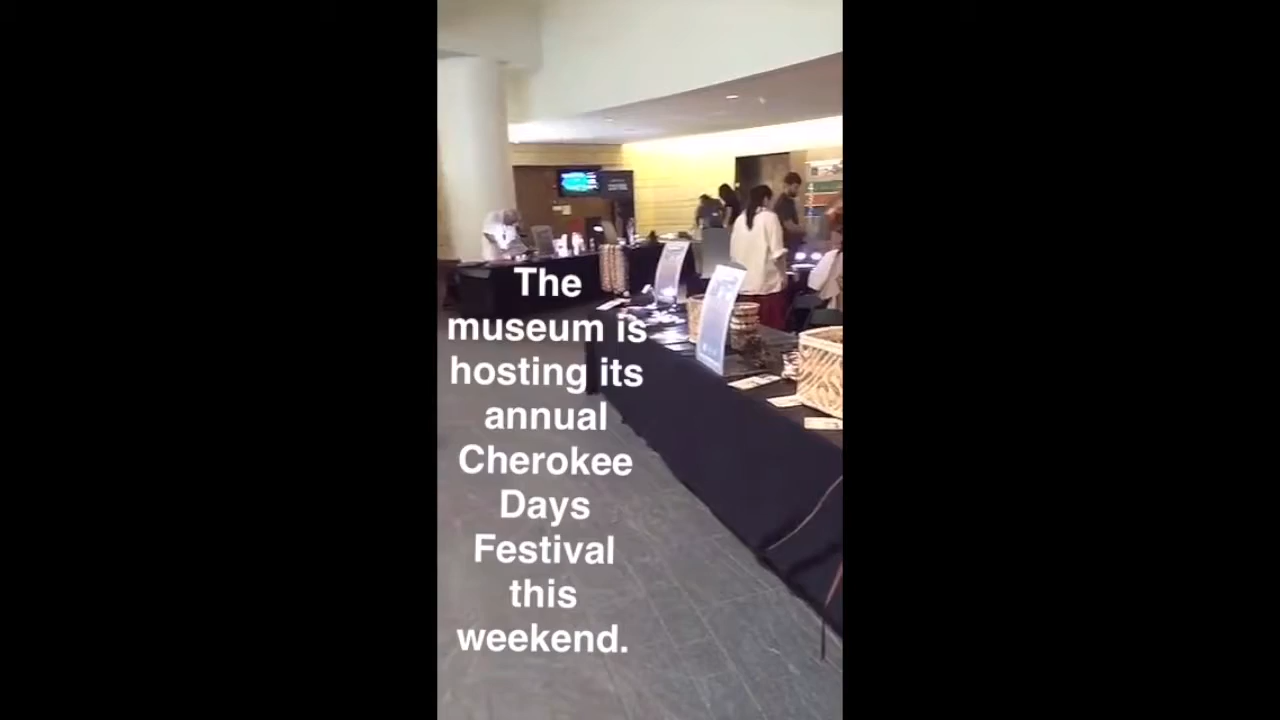 The
museum is
hosting its
annual
Cherokee
Days
Festival
this
weekend.